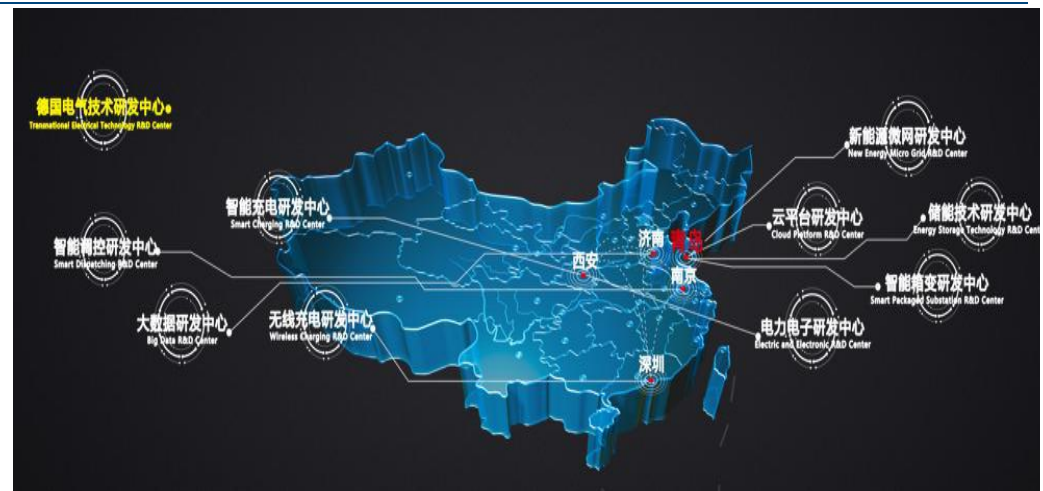 德国电气技术研发中心
Transnational Electrical Technology R&D Center
新能源微网研发中心
New Energy Micro Grid R&D Center
智能充电研发中心
Smart Charging R&D Center
云平台研发中心
Cloud Platform R&D Center
储能技术研发中心
Energy Storage Technology R&D Cent
智能调控研发中心
Smart Dispatching R&D Center
济南
青岛
西安
南京
智能箱变研发中心
Smart Packaged Substation R&D Center
大数据研发中心
Big Data R&D Center
无线充电研发中心
Wireless Charging R&D Center
电力电子研发中心
Electric and Electronic R&D Center
深圳